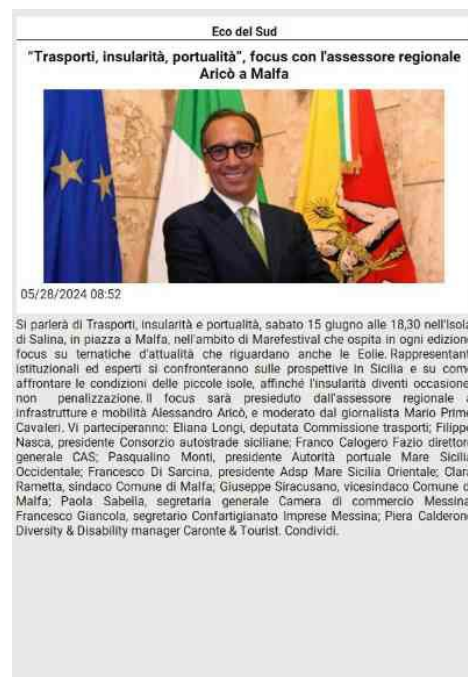 Eco del Sud
"Trasporti, insularità, portualità", focus con l'assessore regionale
Aricò a Malfa
05/28/2024 08:52
Si parlerà di Trasporti, insularità e portualità, sabato 15 giugno alle 18,30 nell'Isola
di Salina, in piazza a Malfa, nell'ambito di Marefestival che ospita in ogni edizione
focus su tematiche d'attualità che riguardano anche le Eolie. Rappresentant
istituzionali ed esperti si confronteranno sulle prospettive in Sicilia e su come
affrontare le condizioni delle piccole isole, affinché l'insularità diventi occasione
non penalizzazione. Il focus sarà presieduto dall'assessore regionale a
infrastrutture e mobilità Alessandro Aricò, e moderato dal giornalista Mario Primo
Cavaleri. Vi parteciperanno: Eliana Longi, deputata Commissione trasporti; Filippo
Nasca, presidente Consorzio autostrade siciliane; Franco Calogero Fazio direttore
generale CAS; Pasqualino Monti, presidente Autorità portuale Mare Sicilia
Occidentale; Francesco Di Sarcina, presidente Adsp Mare Sicilia Orientale; Clara
Rametta, sindaco Comune di Malfa; Giuseppe Siracusano, vicesindaco Comune d
Malfa; Paola Sabella, segretaria generale Camera di commercio Messina
Francesco Giancola, segretario Confartigianato Imprese Messina; Piera Calderone
Diversity & Disability manager Caronte & Tourist. Condividi.